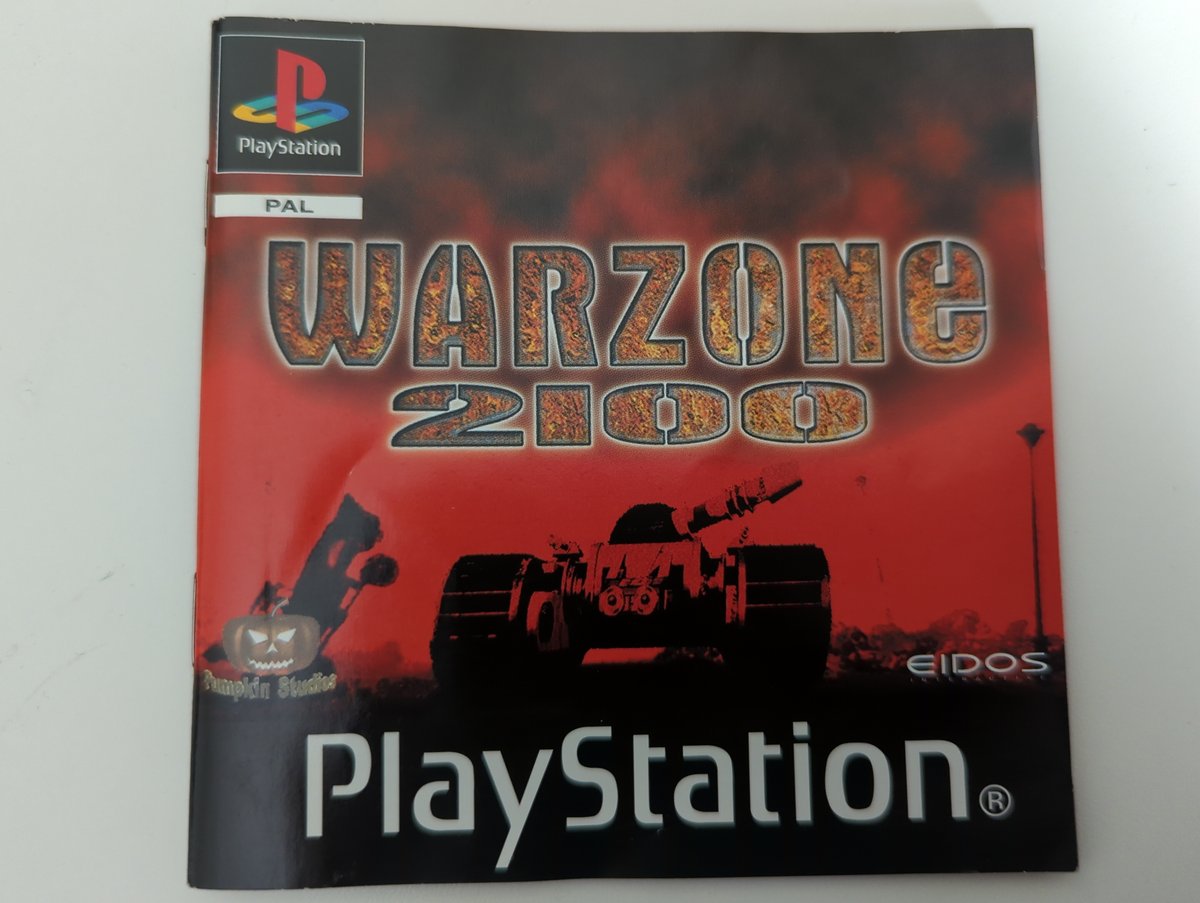 PlayStation
PAL
WARZONe
2100
Pumpkin Studios
EIDOS
PlayStation®